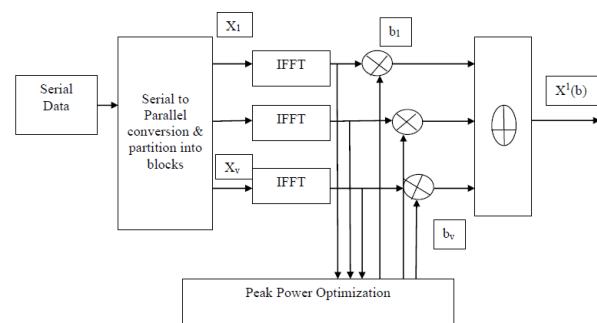 X₁
b₁
IFFT
Serial
Data
Serial to
Parallel
conversion &
partition into
blocks
X¹(b)
IFFT
Xᵥ
IFFT
bᵥ
Peak Power Optimization